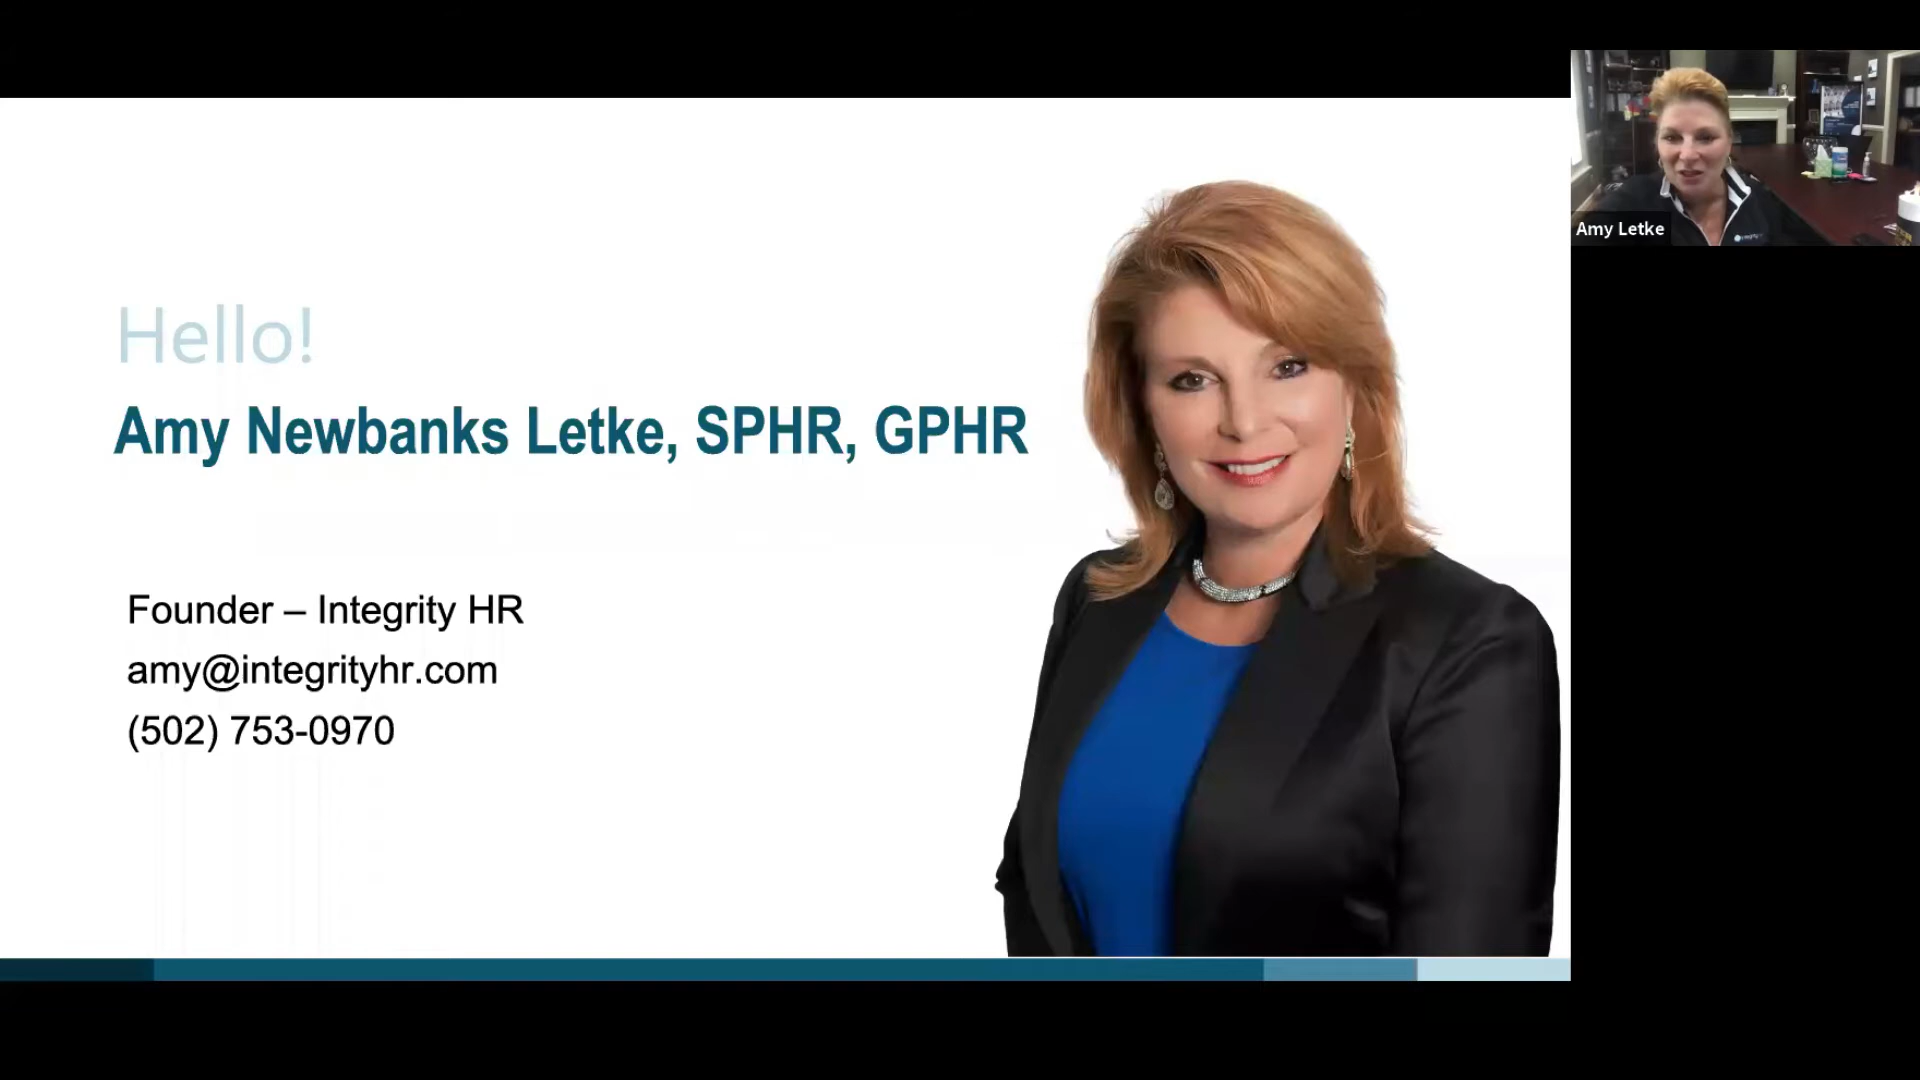 Hello!
Amy Newbanks Letke, SPHR, GPHR
Founder – Integrity HR
amy@integrityhr.com
(502) 753-0970
Amy Letke